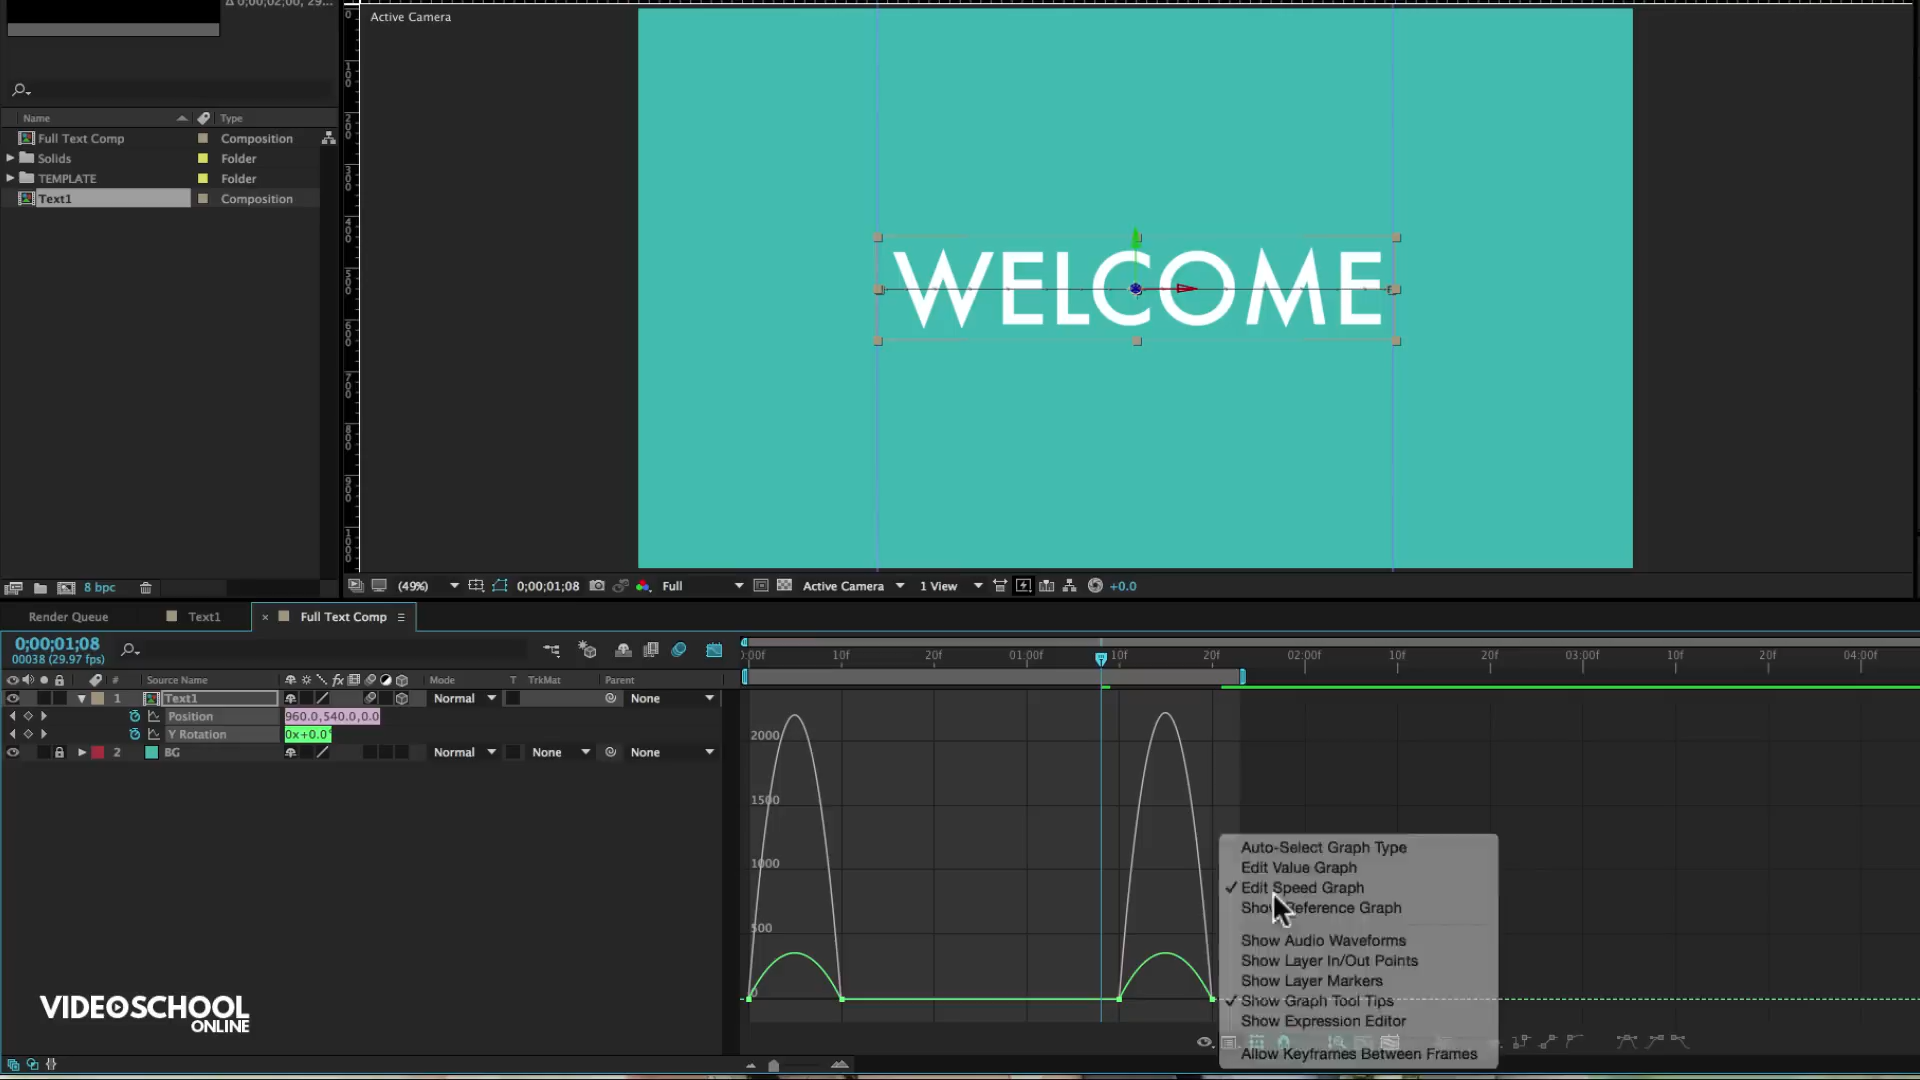 Active Camera
Name Type
Full Text Comp Composition
Solids Folder
TEMPLATE Folder
Text1 Composition
WELCOME
8 bpc
(49%) 0;00;01;08 Full Active Camera 1 View +0.0
Render Queue Text1 × Full Text Comp
0;00;01;08
00038 (29.97 fps)
:00f 10f 20f 01:00f 10f 20f 02:00f 10f 20f 03:00f 10f 20f 04:00f
# Source Name fx Mode T TrkMat Parent
1 Text1 Normal None
Position 960.0,540.0,0.0
Y Rotation 0x+0.0°
2 BG Normal None None
2000
1500
1000
500
0
Auto-Select Graph Type
Edit Value Graph
✓ Edit Speed Graph
Show Reference Graph
Show Audio Waveforms
Show Layer In/Out Points
Show Layer Markers
✓ Show Graph Tool Tips
Show Expression Editor
Allow Keyframes Between Frames
VIDEOSCHOOL
ONLINE